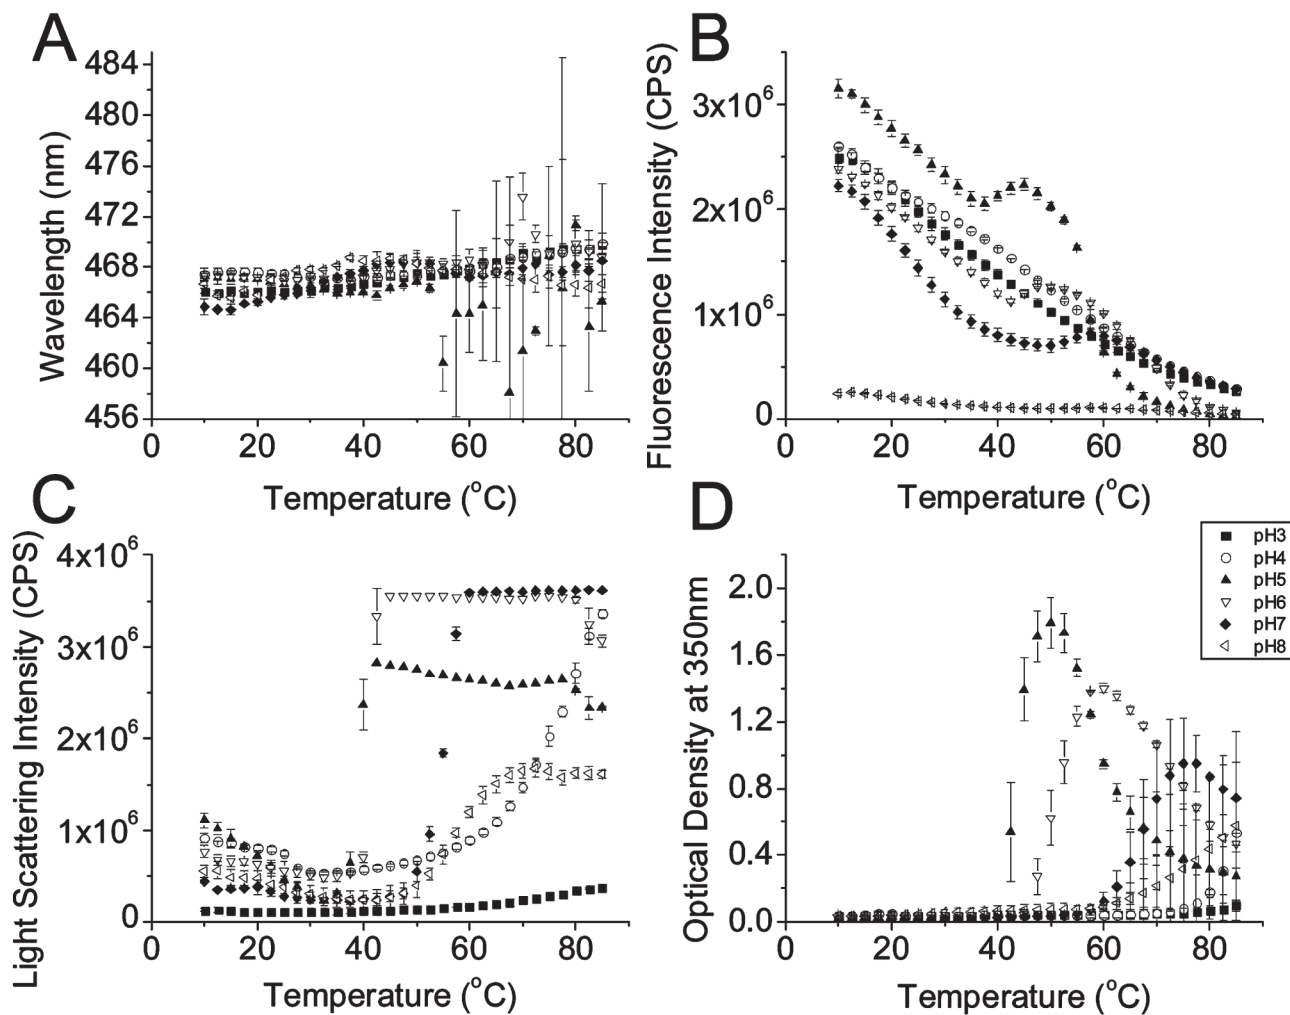 A
Wavelength (nm)
484
480
476
472
468
464
460
456
0 20 40 60 80
Temperature (°C)
B
Fluorescence Intensity (CPS)
3x10⁶
2x10⁶
1x10⁶
0
0 20 40 60 80
Temperature (°C)
C
Light Scattering Intensity (CPS)
4x10⁶
3x10⁶
2x10⁶
1x10⁶
0
0 20 40 60 80
Temperature (°C)
D
Optical Density at 350nm
2.0
1.6
1.2
0.8
0.4
0.0
0 20 40 60 80
Temperature (°C)
pH3
pH4
pH5
pH6
pH7
pH8